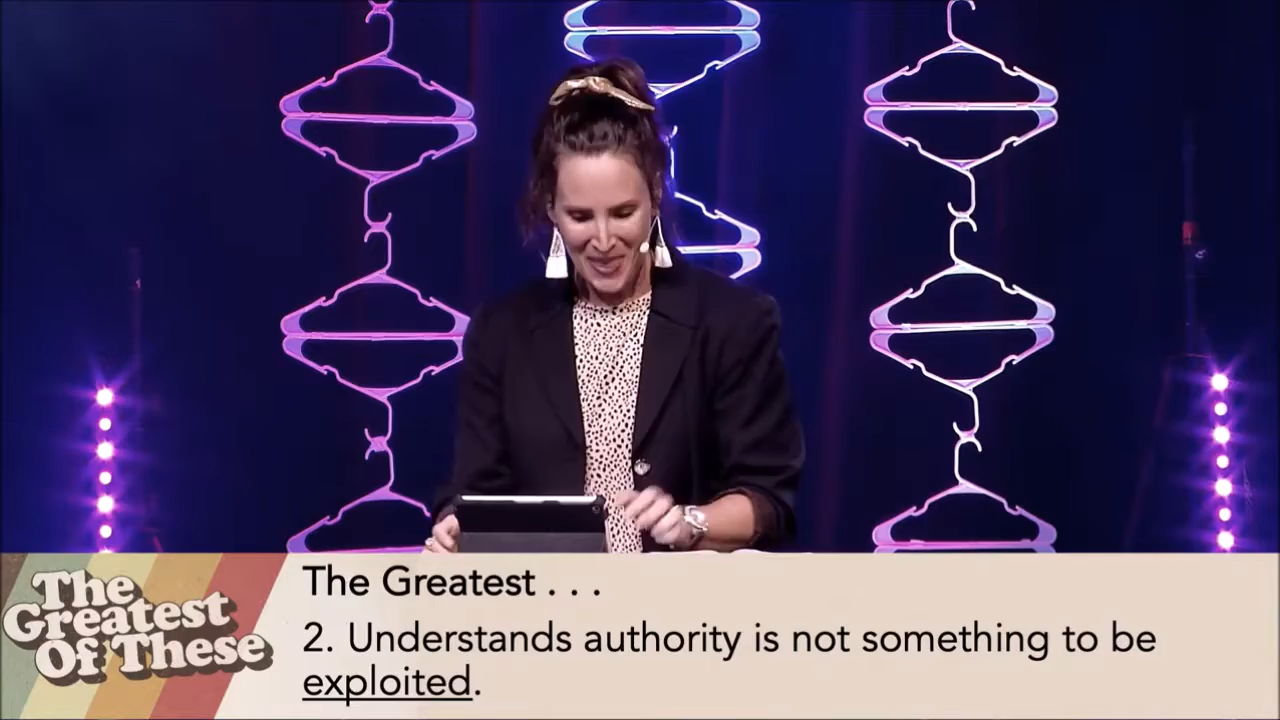 The
Greatest
Of These
The Greatest . . .
2. Understands authority is not something to be
exploited.